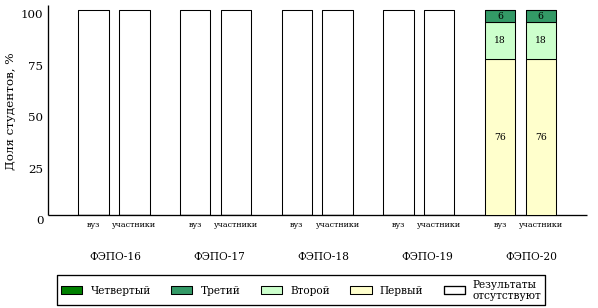 Доля студентов, %
100
75
50
25
0
6
6
18
18
76
76
вуз участники вуз участники вуз участники вуз участники вуз участники
ФЭПО-16 ФЭПО-17 ФЭПО-18 ФЭПО-19 ФЭПО-20
Четвертый Третий Второй Первый Результаты
отсутствуют